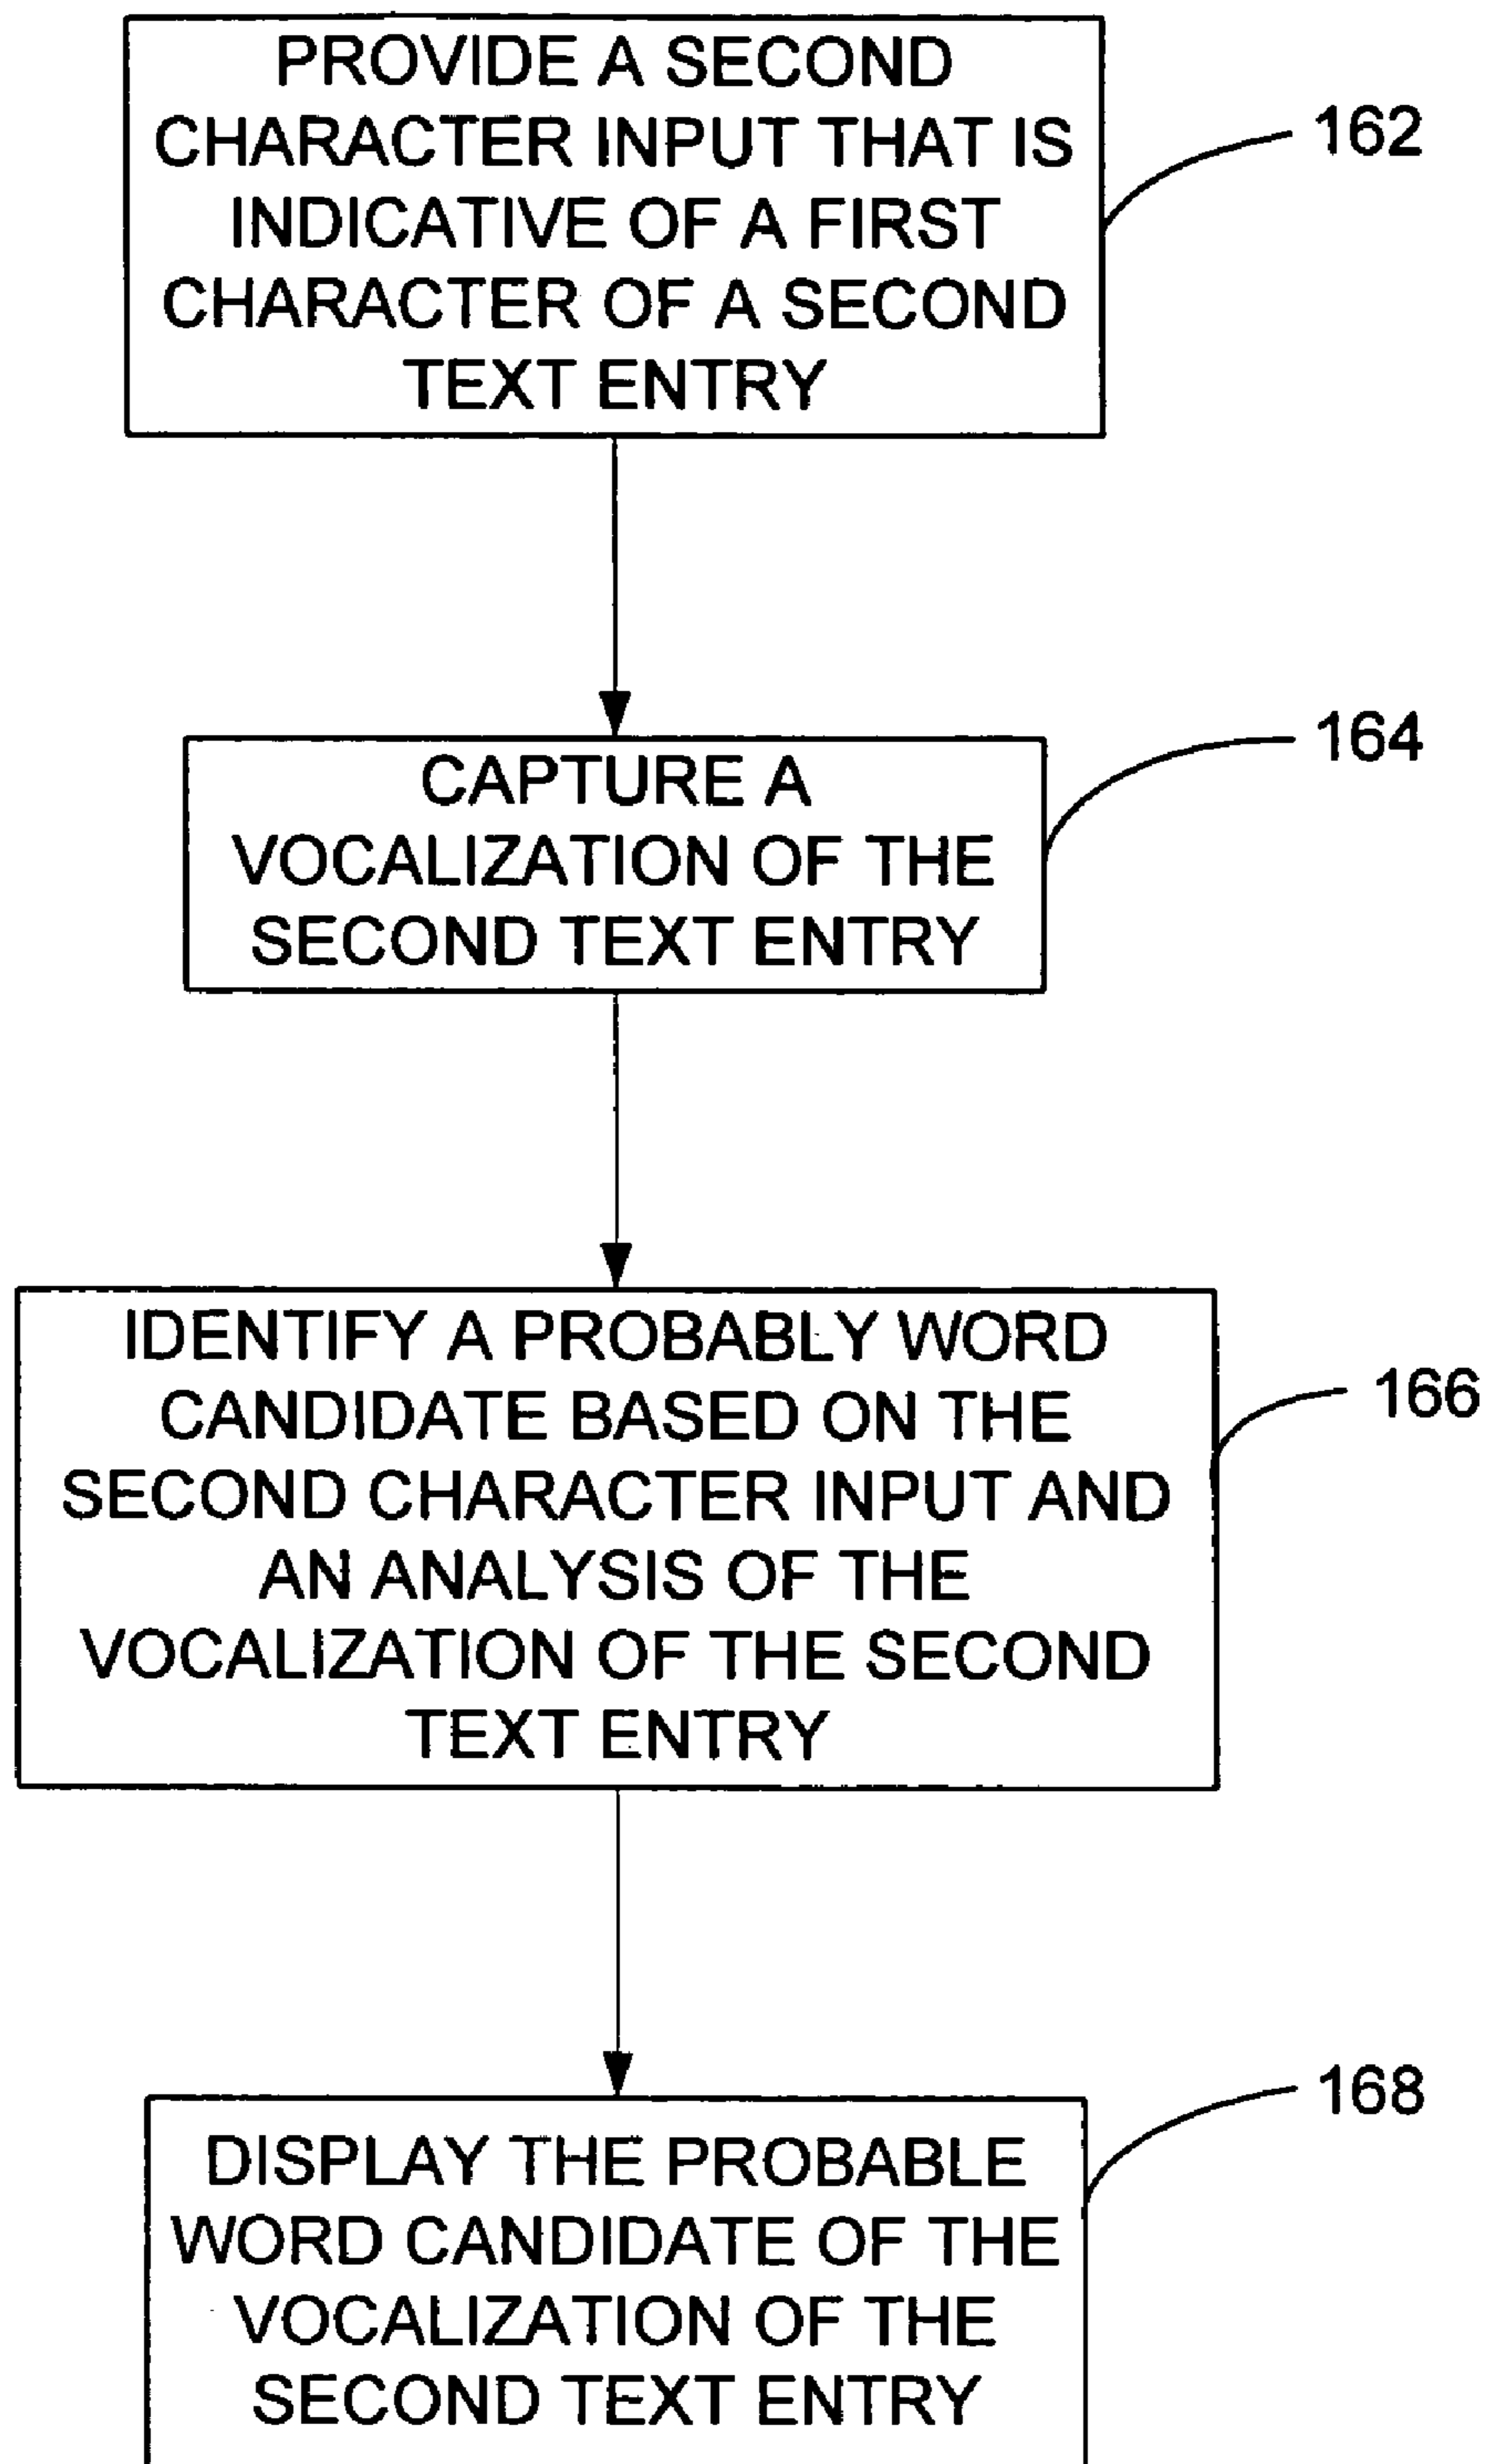 PROVIDE A SECOND
CHARACTER INPUT THAT IS
INDICATIVE OF A FIRST
CHARACTER OF A SECOND
TEXT ENTRY
162
CAPTURE A
VOCALIZATION OF THE
SECOND TEXT ENTRY
164
IDENTIFY A PROBABLY WORD
CANDIDATE BASED ON THE
SECOND CHARACTER INPUT AND
AN ANALYSIS OF THE
VOCALIZATION OF THE SECOND
TEXT ENTRY
166
DISPLAY THE PROBABLE
WORD CANDIDATE OF THE
VOCALIZATION OF THE
SECOND TEXT ENTRY
168